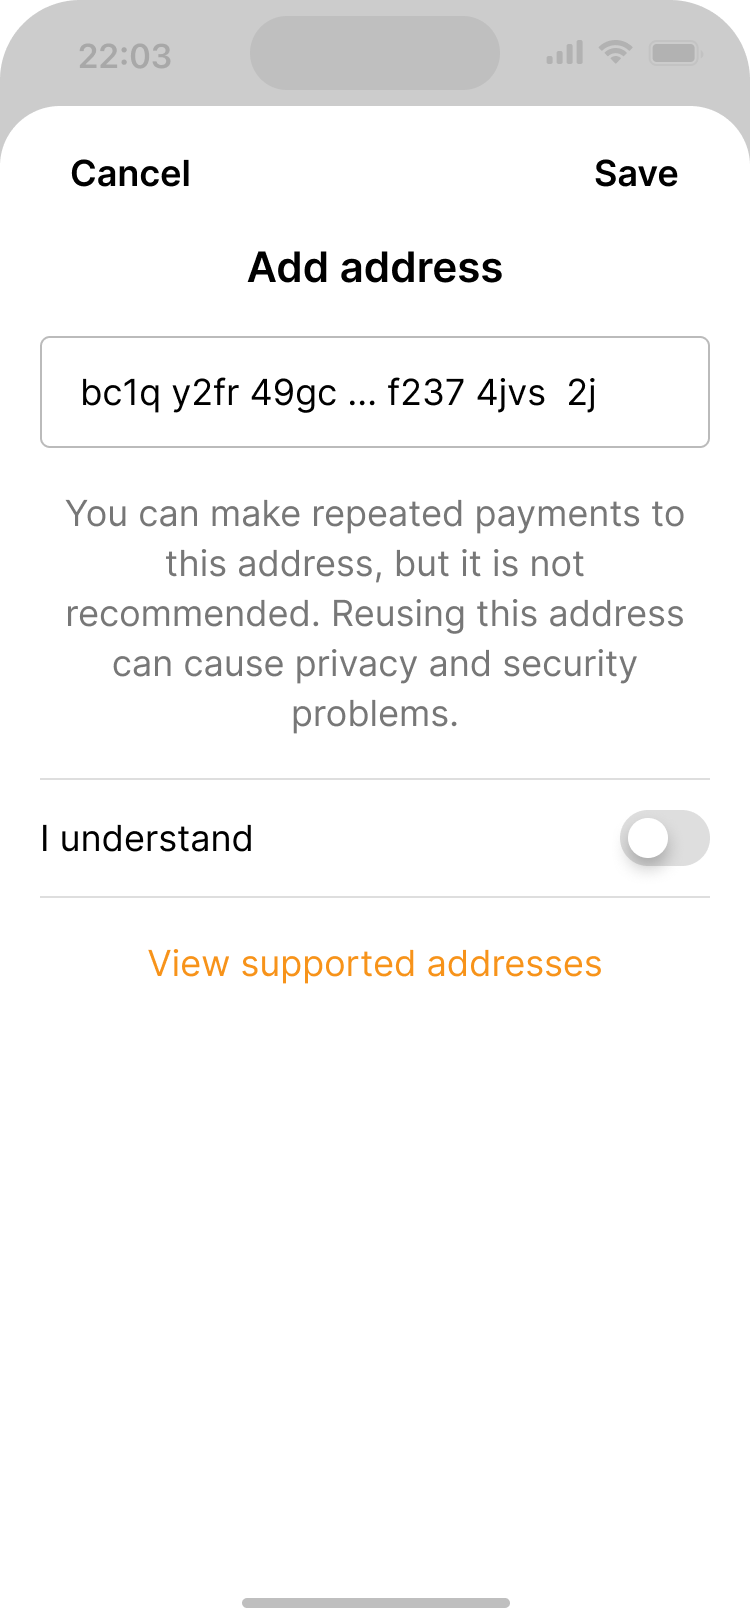 22:03
Cancel
Save
Add address
bc1q y2fr 49gc ... f237 4jvs  2j
You can make repeated payments to
this address, but it is not
recommended. Reusing this address
can cause privacy and security
problems.
I understand
View supported addresses